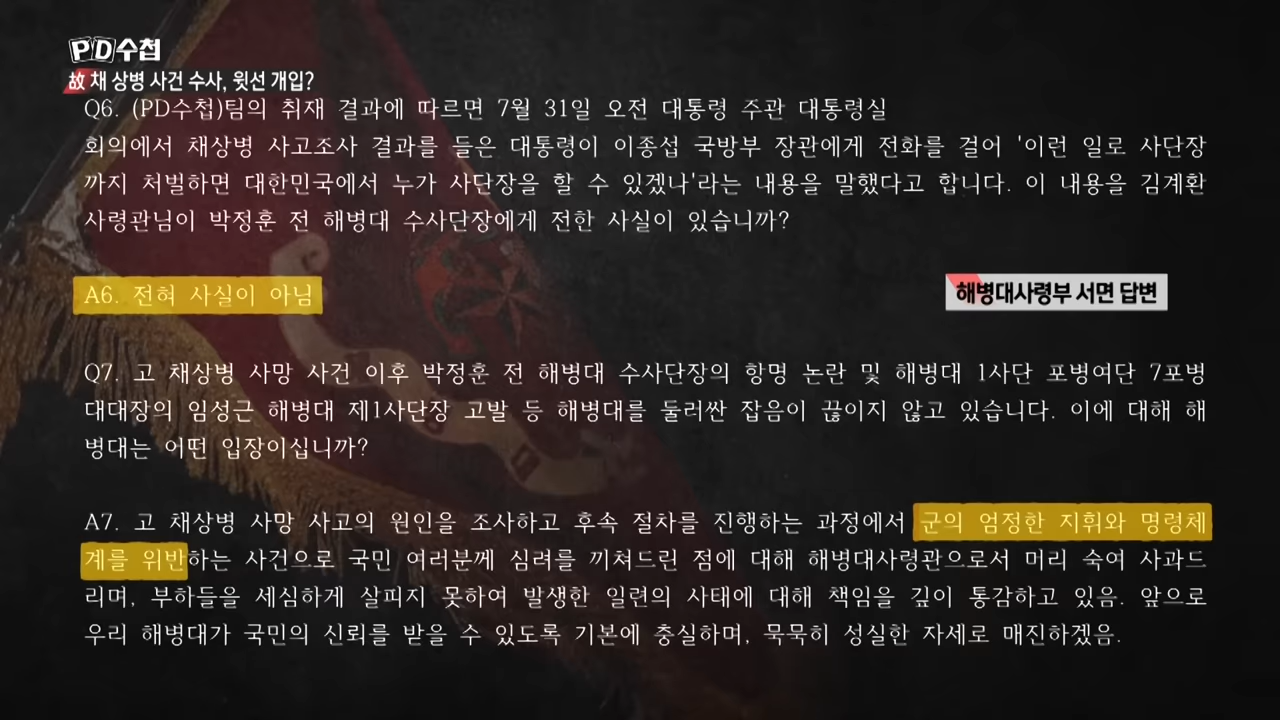 PD수첩
故 채 상병 사건 수사, 윗선 개입?
Q6. (PD수첩)팀의 취재 결과에 따르면 7월 31일 오전 대통령 주관 대통령실
회의에서 채상병 사고조사 결과를 들은 대통령이 이종섭 국방부 장관에게 전화를 걸어 '이런 일로 사단장
까지 처벌하면 대한민국에서 누가 사단장을 할 수 있겠나'라는 내용을 말했다고 합니다. 이 내용을 김계환
사령관님이 박정훈 전 해병대 수사단장에게 전한 사실이 있습니까?
A6. 전혀 사실이 아님
해병대사령부 서면 답변
Q7. 고 채상병 사망 사건 이후 박정훈 전 해병대 수사단장의 항명 논란 및 해병대 1사단 포병여단 7포병
대대장의 임성근 해병대 제1사단장 고발 등 해병대를 둘러싼 잡음이 끊이지 않고 있습니다. 이에 대해 해
병대는 어떤 입장이십니까?
A7. 고 채상병 사망 사고의 원인을 조사하고 후속 절차를 진행하는 과정에서 군의 엄정한 지휘와 명령체
계를 위반하는 사건으로 국민 여러분께 심려를 끼쳐드린 점에 대해 해병대사령관으로서 머리 숙여 사과드
리며, 부하들을 세심하게 살피지 못하여 발생한 일련의 사태에 대해 책임을 깊이 통감하고 있음. 앞으로
우리 해병대가 국민의 신뢰를 받을 수 있도록 기본에 충실하며, 묵묵히 성실한 자세로 매진하겠음.